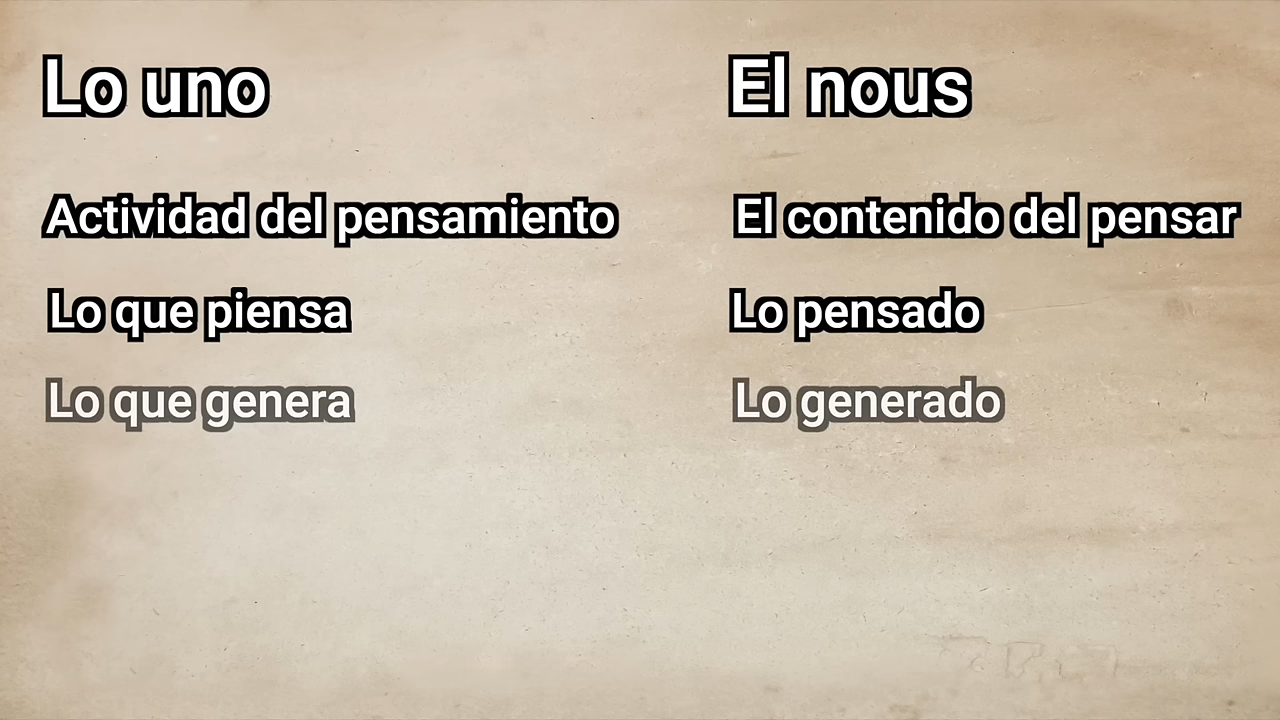 Lo uno
El nous
Actividad del pensamiento
El contenido del pensar
Lo que piensa
Lo pensado
Lo que genera
Lo generado